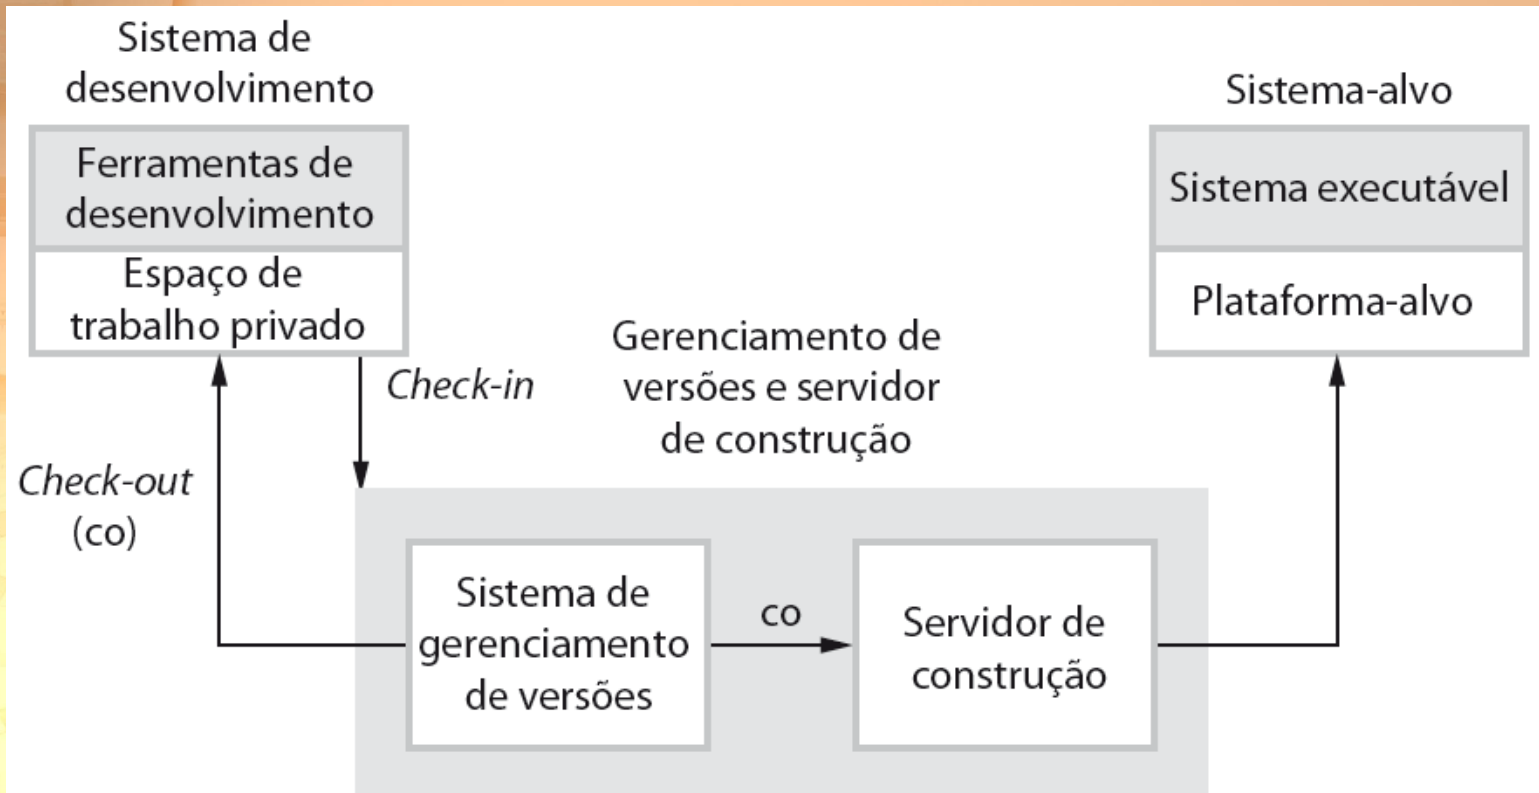 Sistema de
desenvolvimento
Ferramentas de
desenvolvimento
Espaço de
trabalho privado
Check-in
Check-out
(co)
Gerenciamento de
versões e servidor
de construção
Sistema de
gerenciamento
de versões
co
Servidor de
construção
Sistema-alvo
Sistema executável
Plataforma-alvo